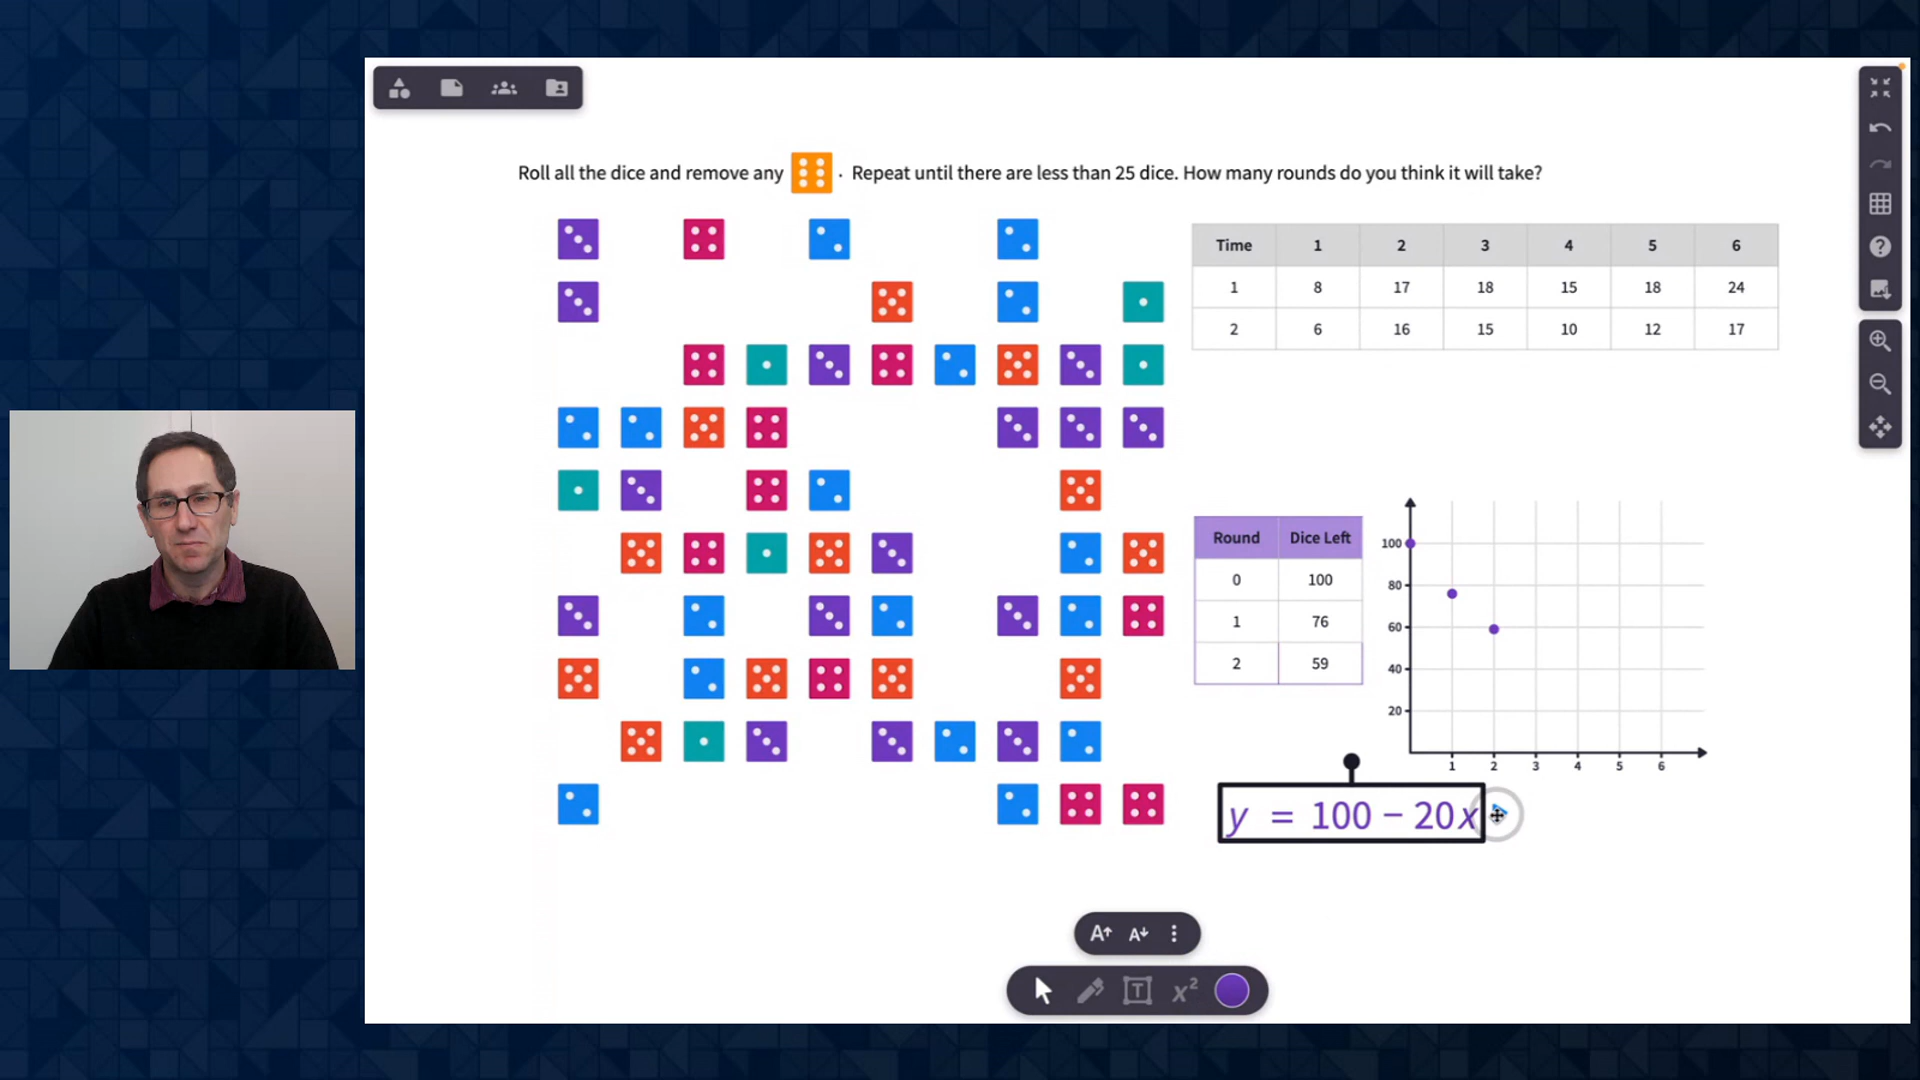 Roll all the dice and remove any . Repeat until there are less than 25 dice. How many rounds do you think it will take?
Time 1 2 3 4 5 6
1 8 17 18 15 18 24
2 6 16 15 10 12 17
Round Dice Left
0 100
1 76
2 59
100
80
60
40
20
1 2 3 4 5 6
y = 100 − 20x
A A
T x²